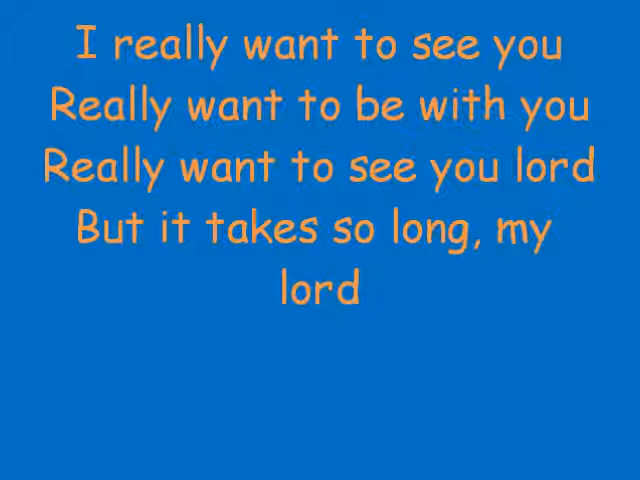 I really want to see you
Really want to be with you
Really want to see you lord
But it takes so long, my
lord